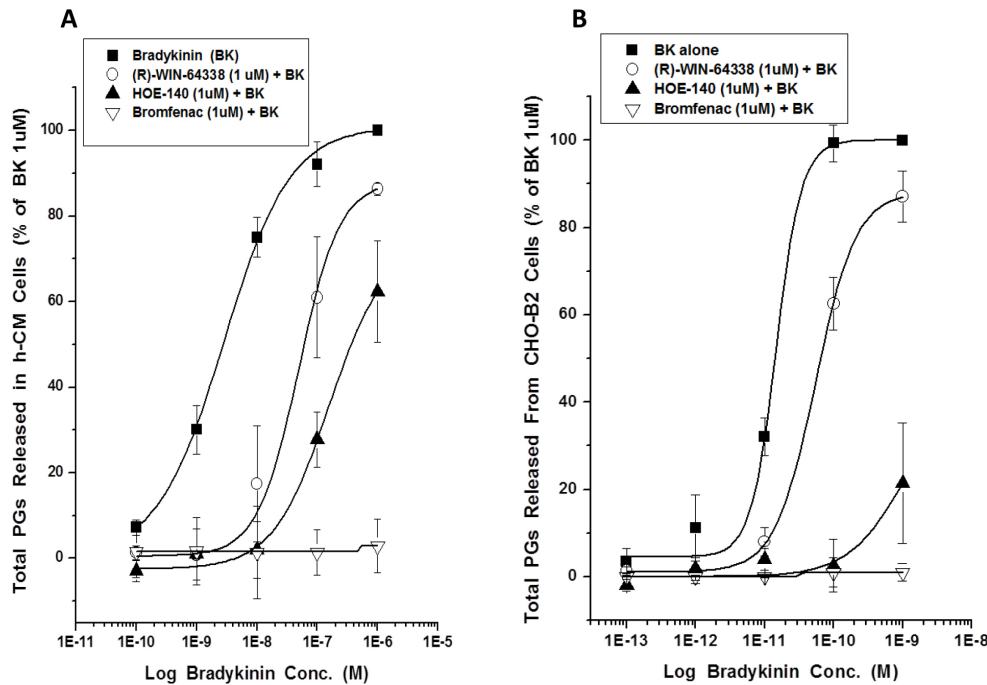 A
Bradykinin (BK)
(R)-WIN-64338 (1 uM) + BK
HOE-140 (1uM) + BK
Bromfenac (1uM) + BK
Total PGs Released in h-CM Cells (% of BK 1uM)
100
80
60
40
20
0
1E-11 1E-10 1E-9 1E-8 1E-7 1E-6 1E-5
Log Bradykinin Conc. (M)
B
BK alone
(R)-WIN-64338 (1uM) + BK
HOE-140 (1uM) + BK
Bromfenac (1uM) + BK
Total PGs Released From CHO-B2 Cells (% of BK 1uM)
100
80
60
40
20
0
1E-13 1E-12 1E-11 1E-10 1E-9 1E-8
Log Bradykinin Conc. (M)